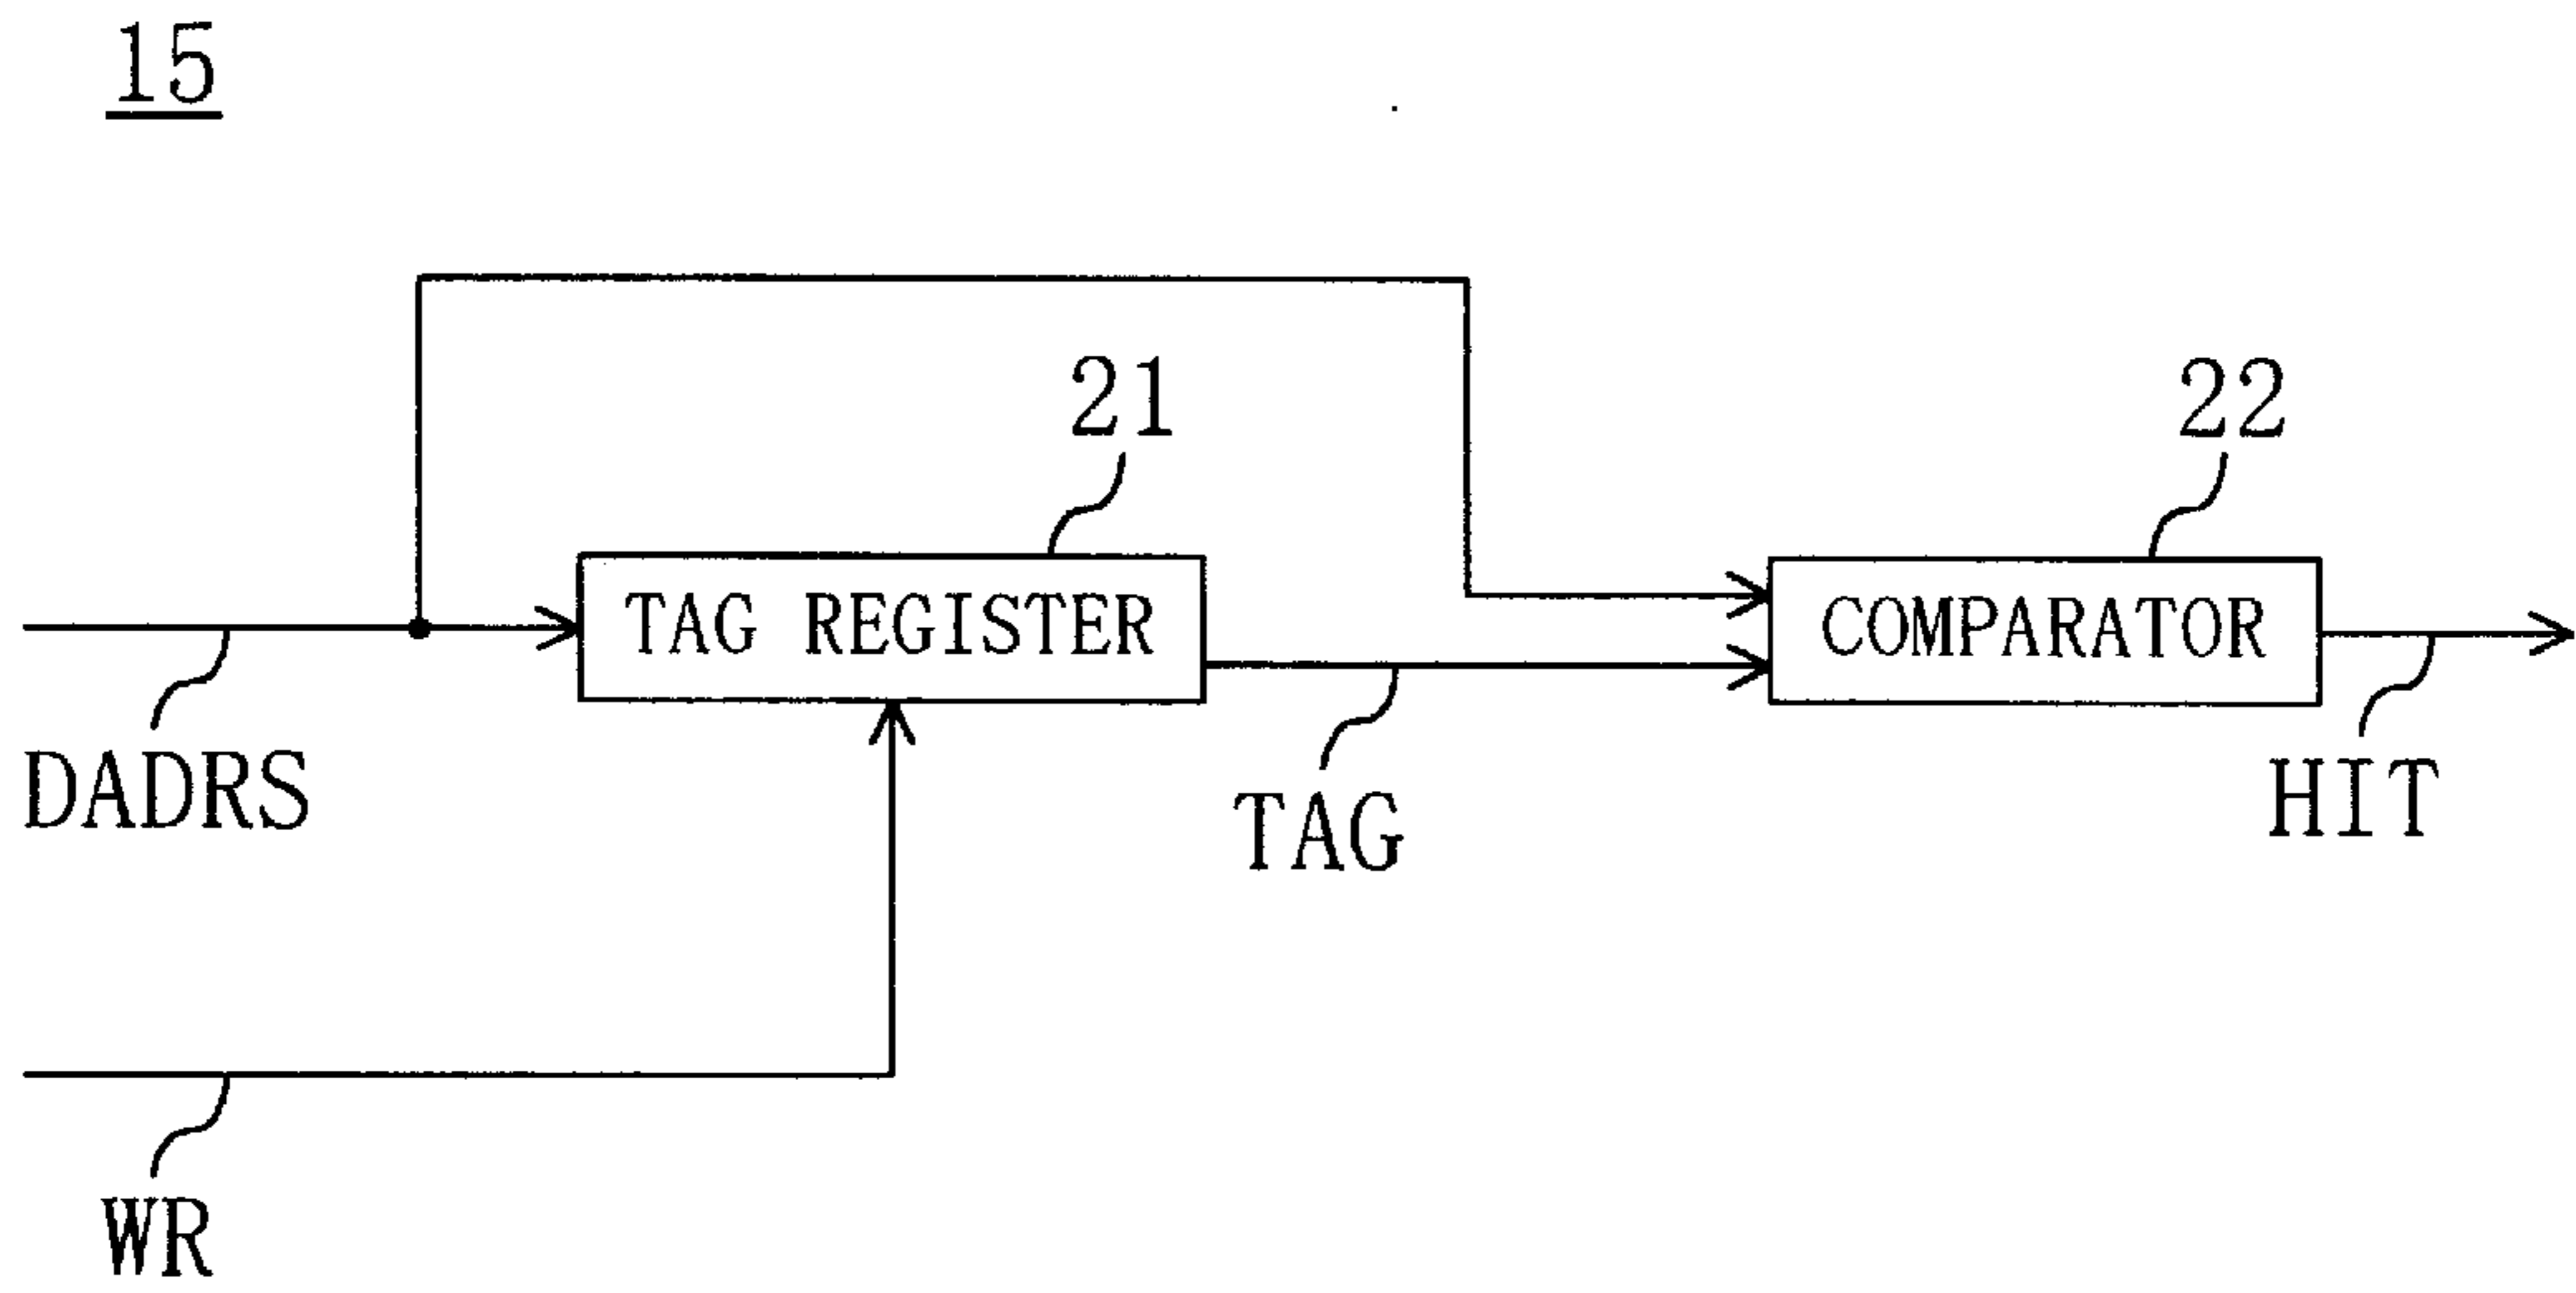 15
21
22
TAG REGISTER
COMPARATOR
DADRS
TAG
HIT
WR